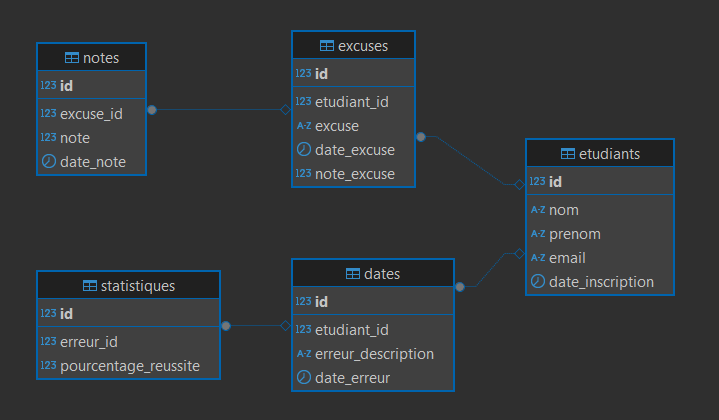 notes
123 id
123 excuse_id
123 note
date_note
excuses
123 id
123 etudiant_id
A-Z excuse
date_excuse
123 note_excuse
etudiants
123 id
A-Z nom
A-Z prenom
A-Z email
date_inscription
statistiques
123 id
123 erreur_id
123 pourcentage_reussite
dates
123 id
123 etudiant_id
A-Z erreur_description
date_erreur